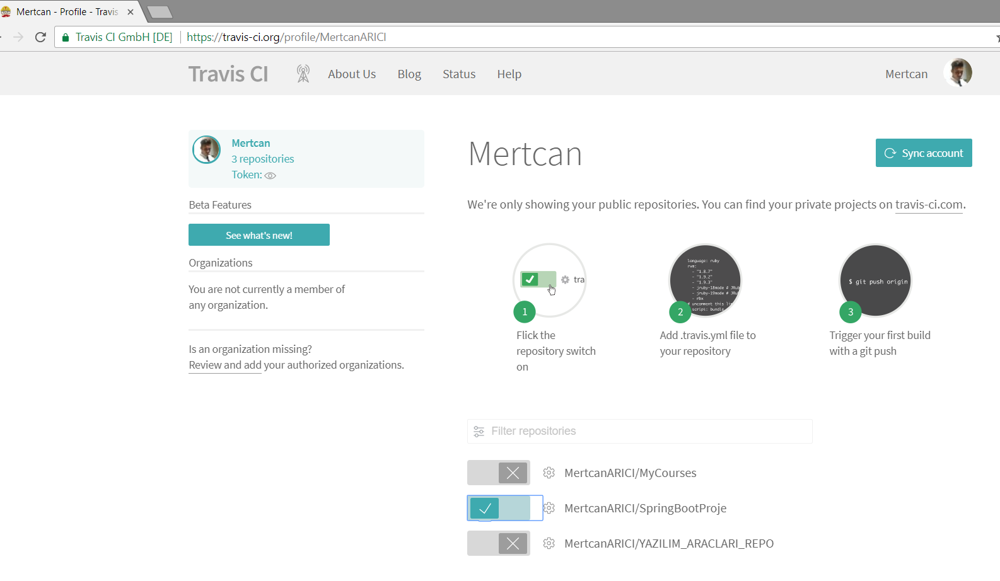 Mertcan - Profile - Travis
Travis CI GmbH [DE]
https://travis-ci.org/profile/MertcanARICI
Travis CI
About Us
Blog
Status
Help
Mertcan
Mertcan
3 repositories
Token:
Beta Features
See what's new!
Organizations
You are not currently a member of
any organization.
Is an organization missing?
Review and add your authorized organizations.
Mertcan
Sync account
We're only showing your public repositories. You can find your private projects on travis-ci.com.
tra
1
Flick the
repository switch
on
language: ruby
rvm:
- "1.8.7"
- "1.9.2"
- "1.9.3"
- jruby-18mode # JRub
- jruby-19mode # JRu
- rbx
# uncomment this lin
script: bundle
2
Add .travis.yml file to
your repository
$ git push origin
3
Trigger your first build
with a git push
Filter repositories
MertcanARICI/MyCourses
MertcanARICI/SpringBootProje
MertcanARICI/YAZILIM_ARACLARI_REPO